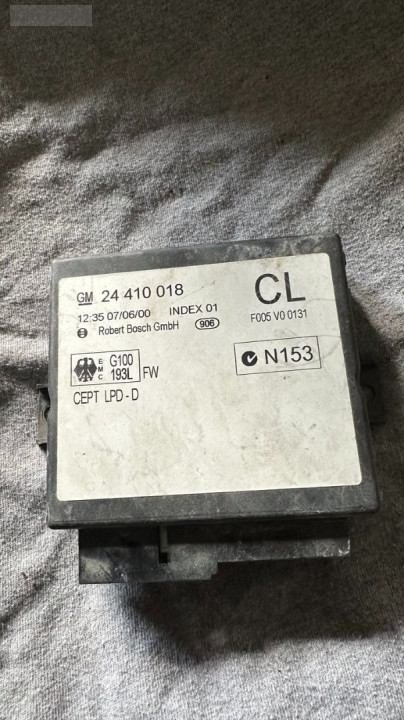 GM 24 410 018
CL
12:35 07/06/00 INDEX 01
F005 V0 0131
Robert Bosch GmbH 906
EMC G100 193L FW
N153
CEPT LPD - D